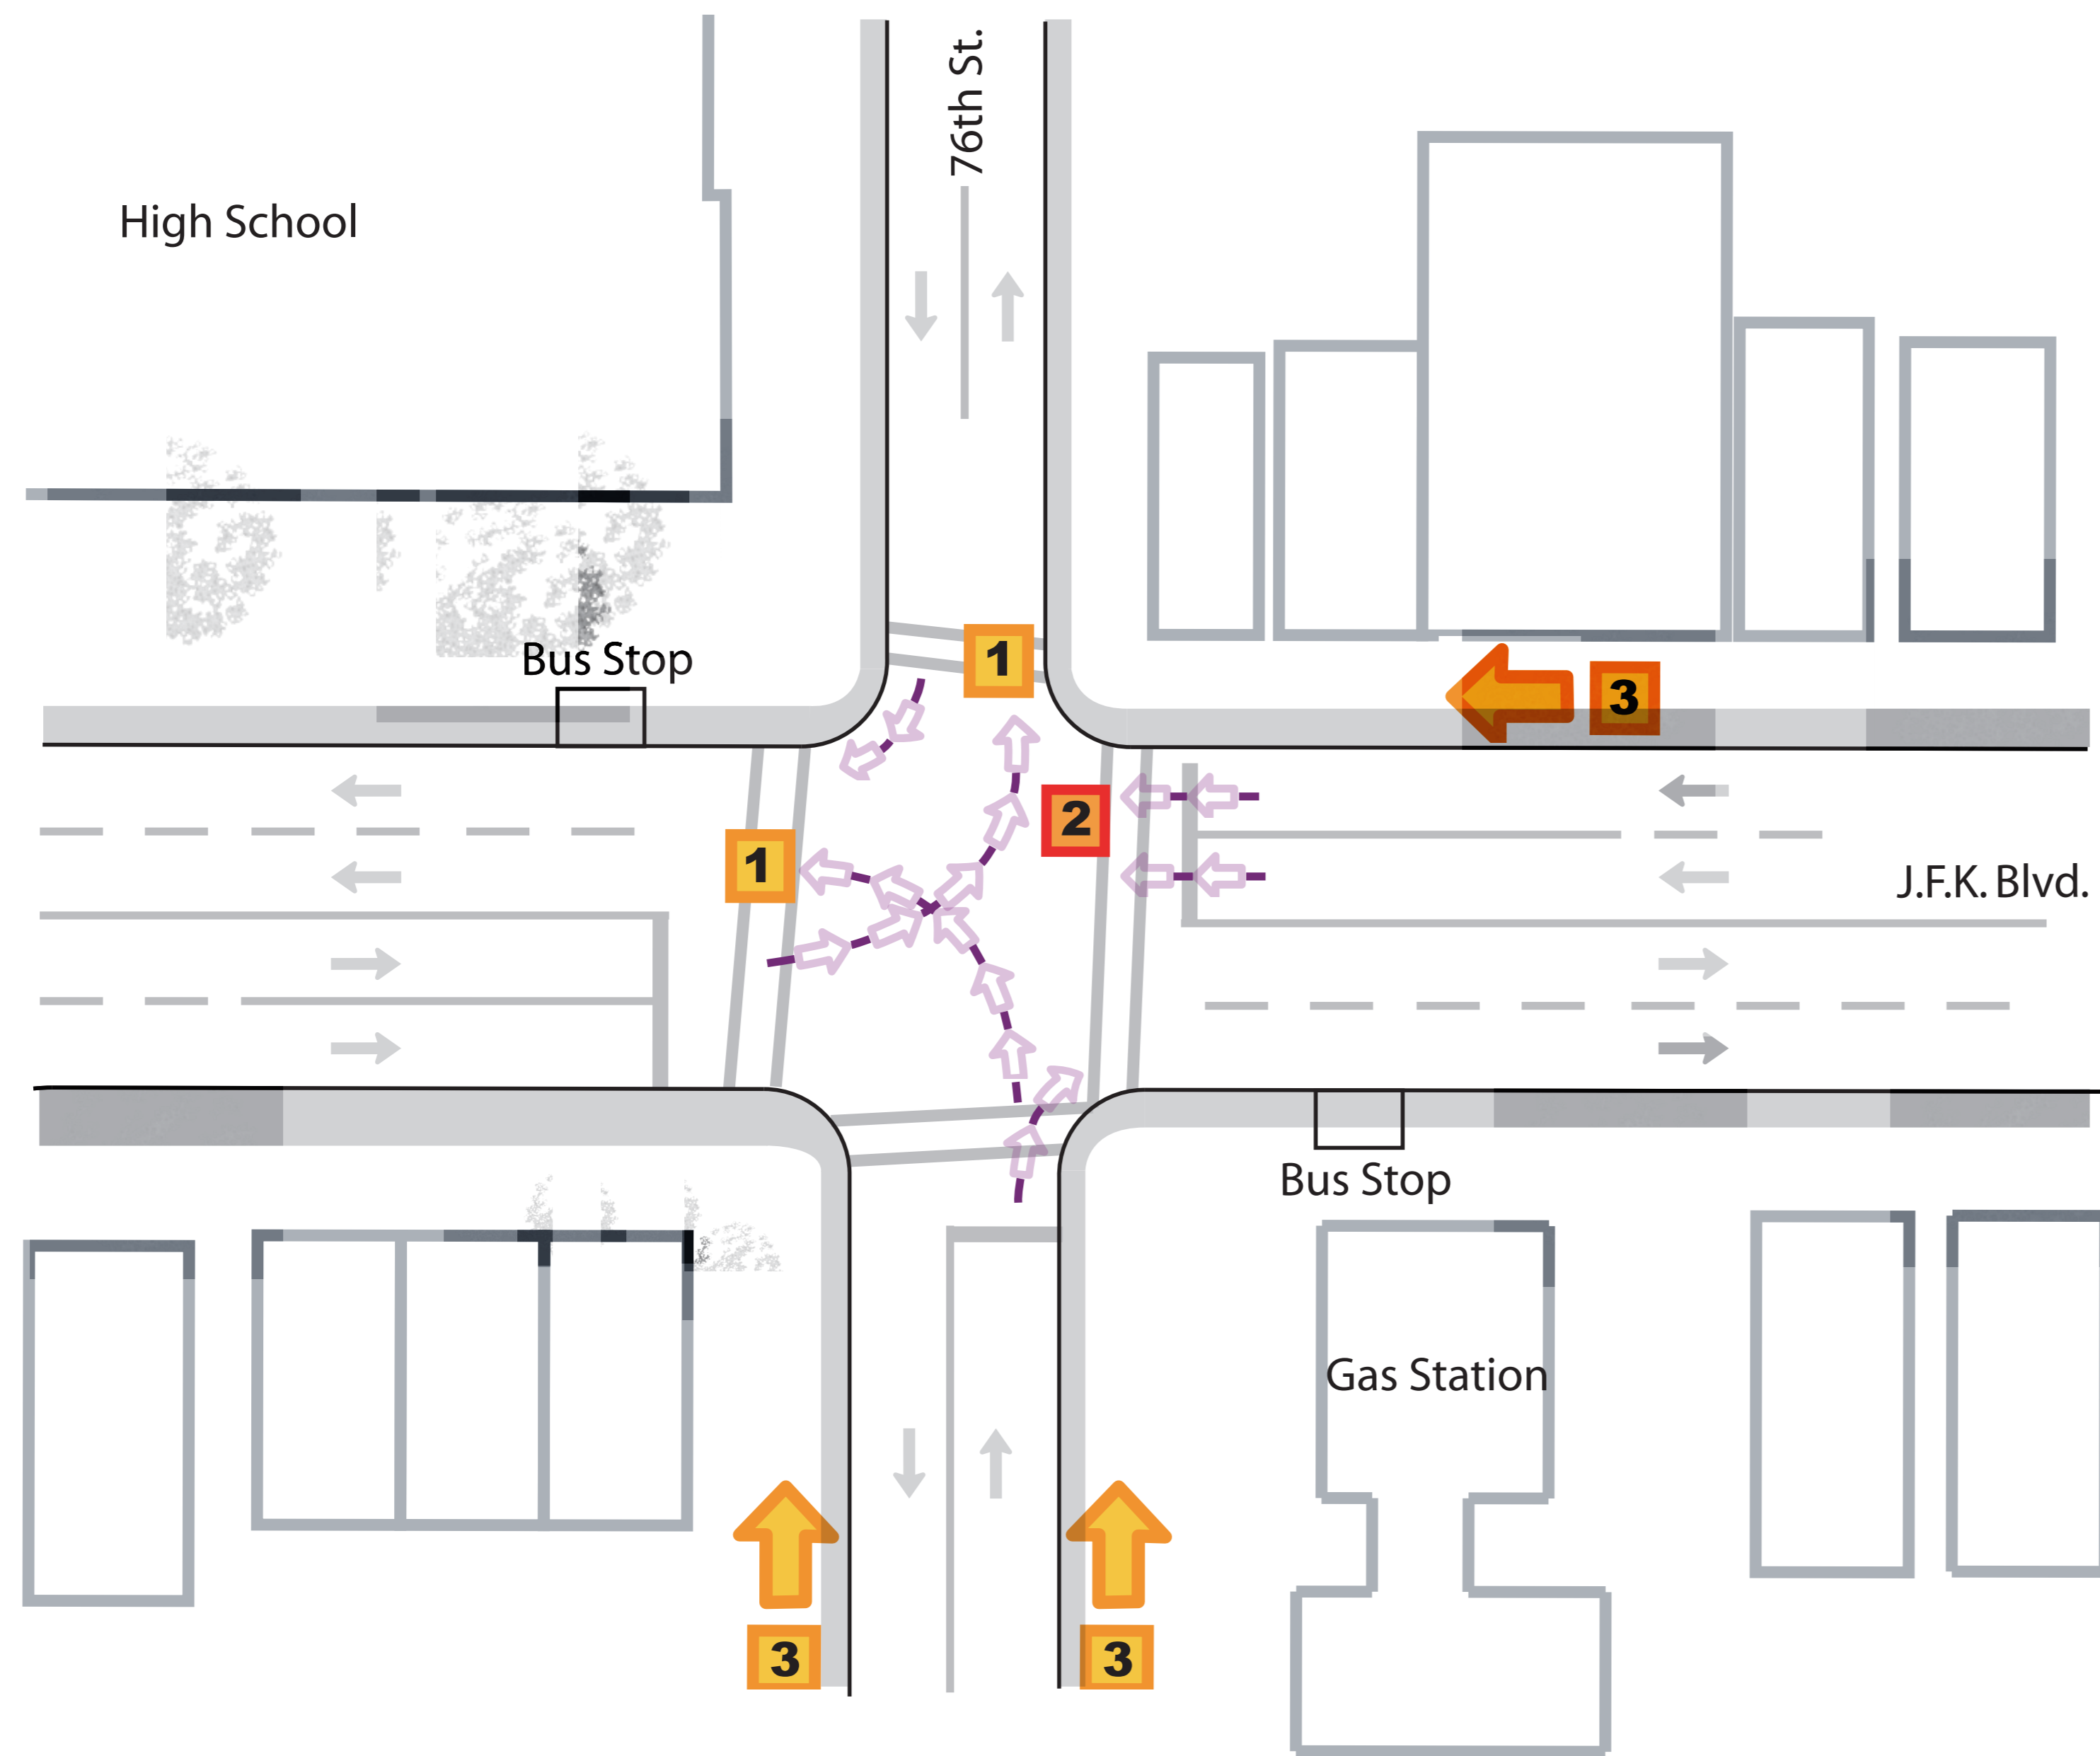 76th St.
High School
Bus Stop
1
3
2
1
J.F.K. Blvd.
Bus Stop
Gas Station
3
3